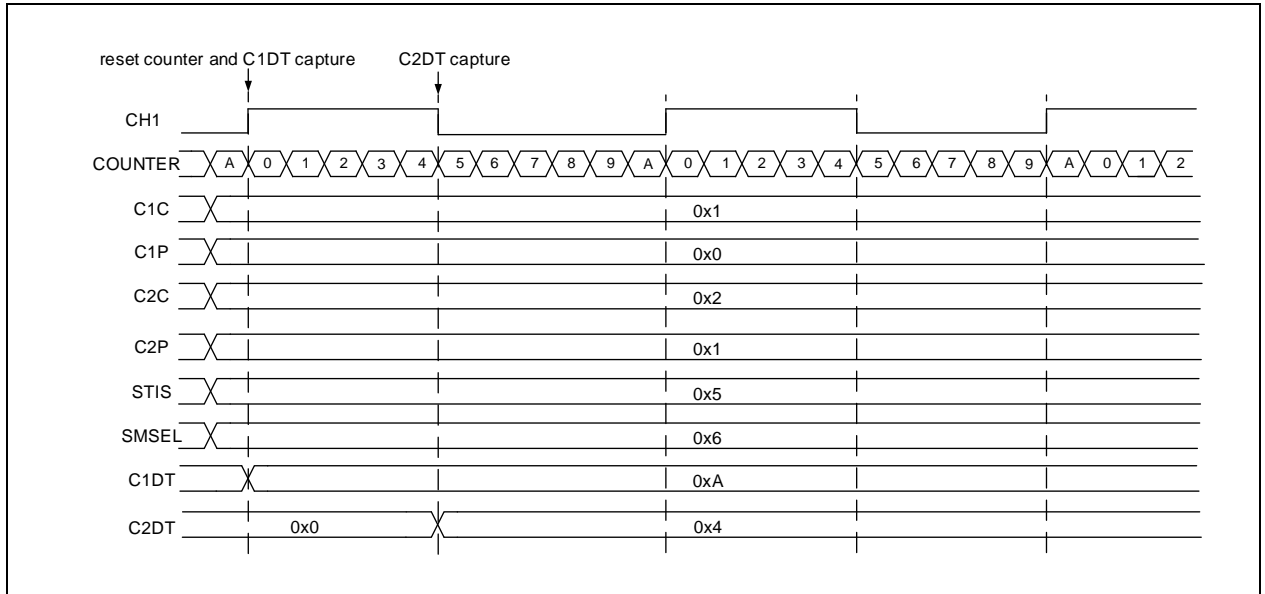 reset counter and C1DT capture C2DT capture
CH1
COUNTER A 0 1 2 3 4 5 6 7 8 9 A 0 1 2 3 4 5 6 7 8 9 A 0 1 2
C1C 0x1
C1P 0x0
C2C 0x2
C2P 0x1
STIS 0x5
SMSEL 0x6
C1DT 0xA
C2DT 0x0 0x4